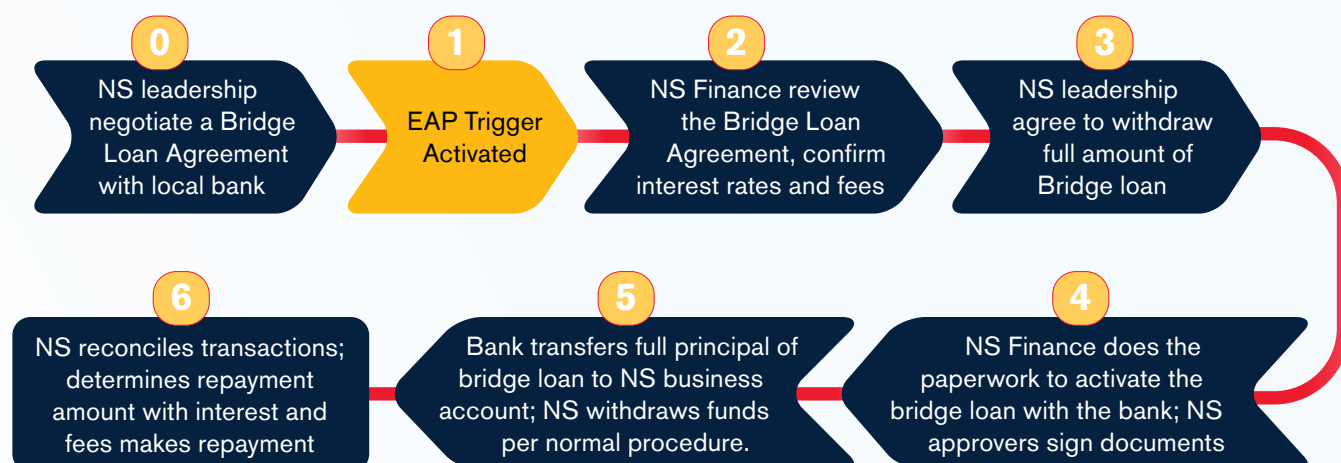 0
NS leadership
negotiate a Bridge
Loan Agreement
with local bank
1
EAP Trigger
Activated
2
NS Finance review
the Bridge Loan
Agreement, confirm
interest rates and fees
3
NS leadership
agree to withdraw
full amount of
Bridge loan
4
NS Finance does the
paperwork to activate the
bridge loan with the bank; NS
approvers sign documents
5
Bank transfers full principal of
bridge loan to NS business
account; NS withdraws funds
per normal procedure.
6
NS reconciles transactions;
determines repayment
amount with interest and
fees makes repayment